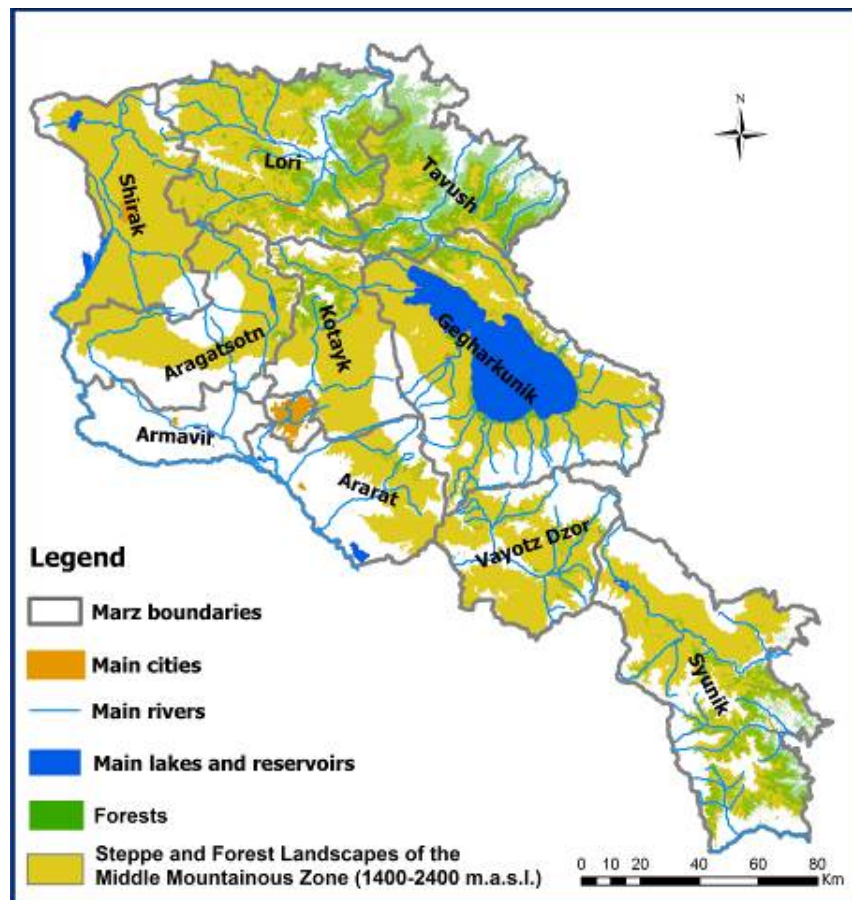 N
Lori
Tavush
Shirak
Kotayk
Gegharkunik
Aragatsotn
Armavir
Ararat
Vayotz Dzor
Syunik
Legend
Marz boundaries
Main cities
Main rivers
Main lakes and reservoirs
Forests
Steppe and Forest Landscapes of the
Middle Mountainous Zone (1400-2400 m.a.s.l.)
0 10 20 40 60 80
Km